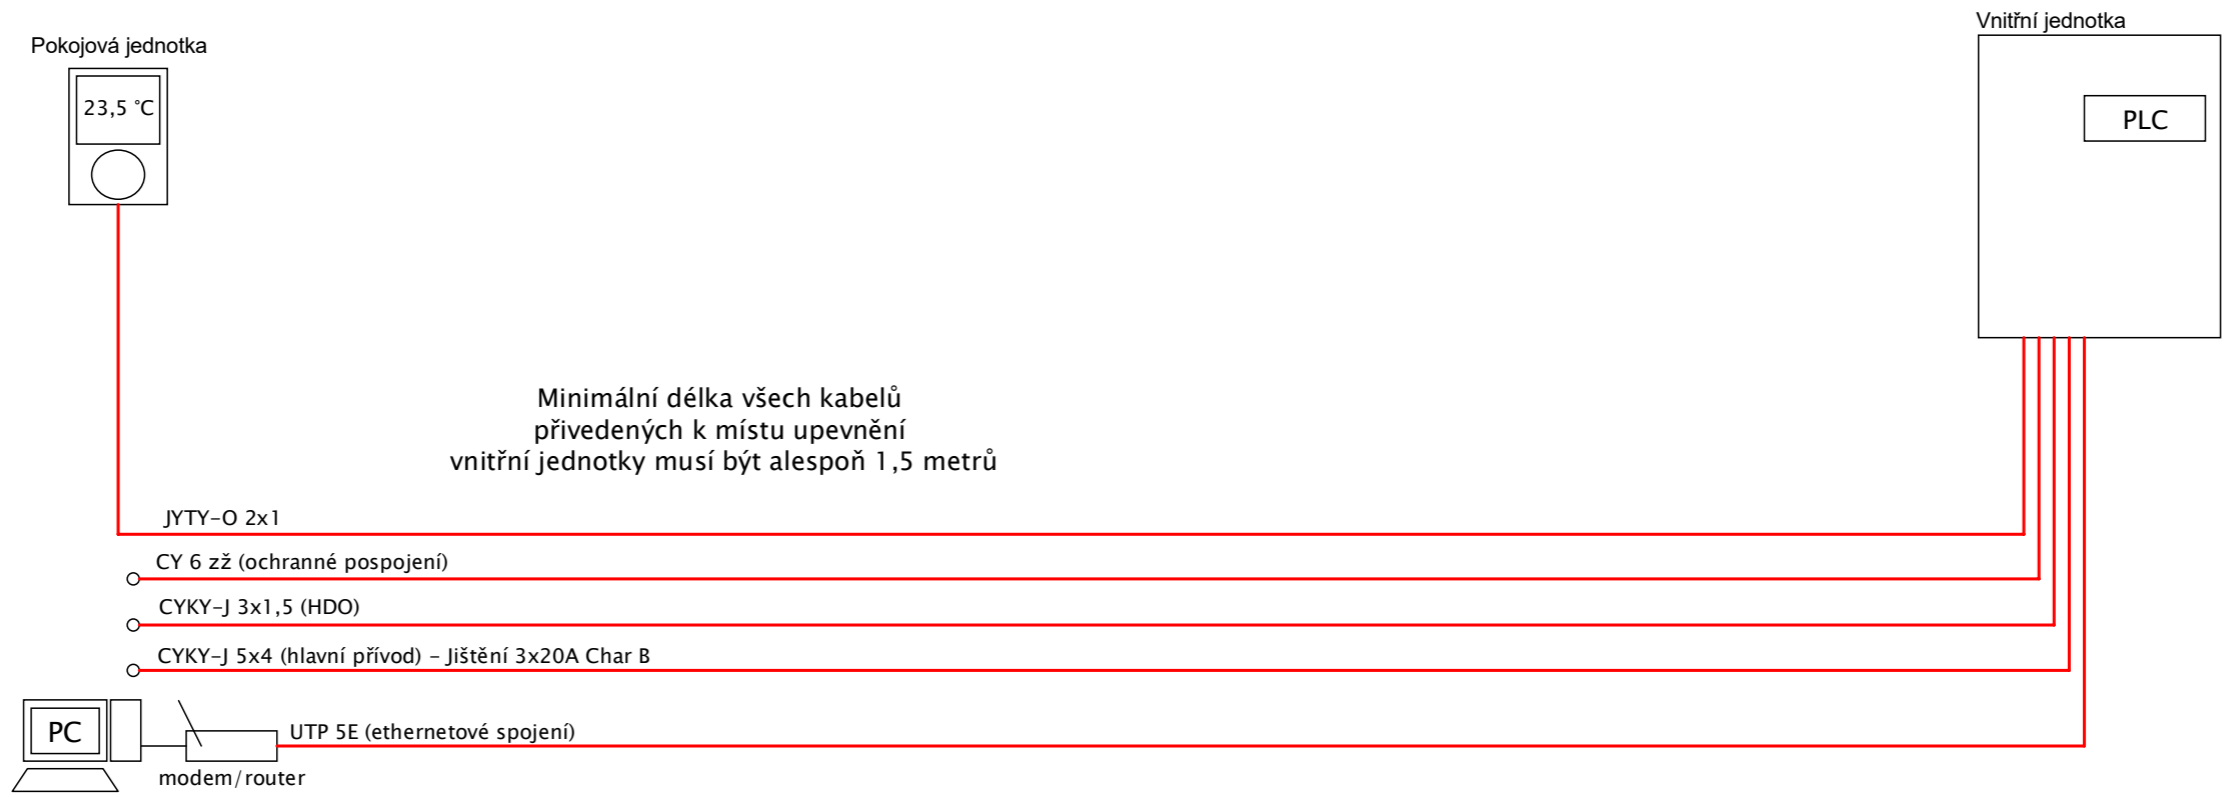 Vnitřní jednotka
Pokojová jednotka
23,5 °C
PLC
Minimální délka všech kabelů
přivedených k místu upevnění
vnitřní jednotky musí být alespoň 1,5 metrů
JYTY-O 2x1
CY 6 zž (ochranné pospojení)
CYKY-J 3x1,5 (HDO)
CYKY-J 5x4 (hlavní přívod) - Jištění 3x20A Char B
PC
UTP 5E (ethernetové spojení)
modem/router